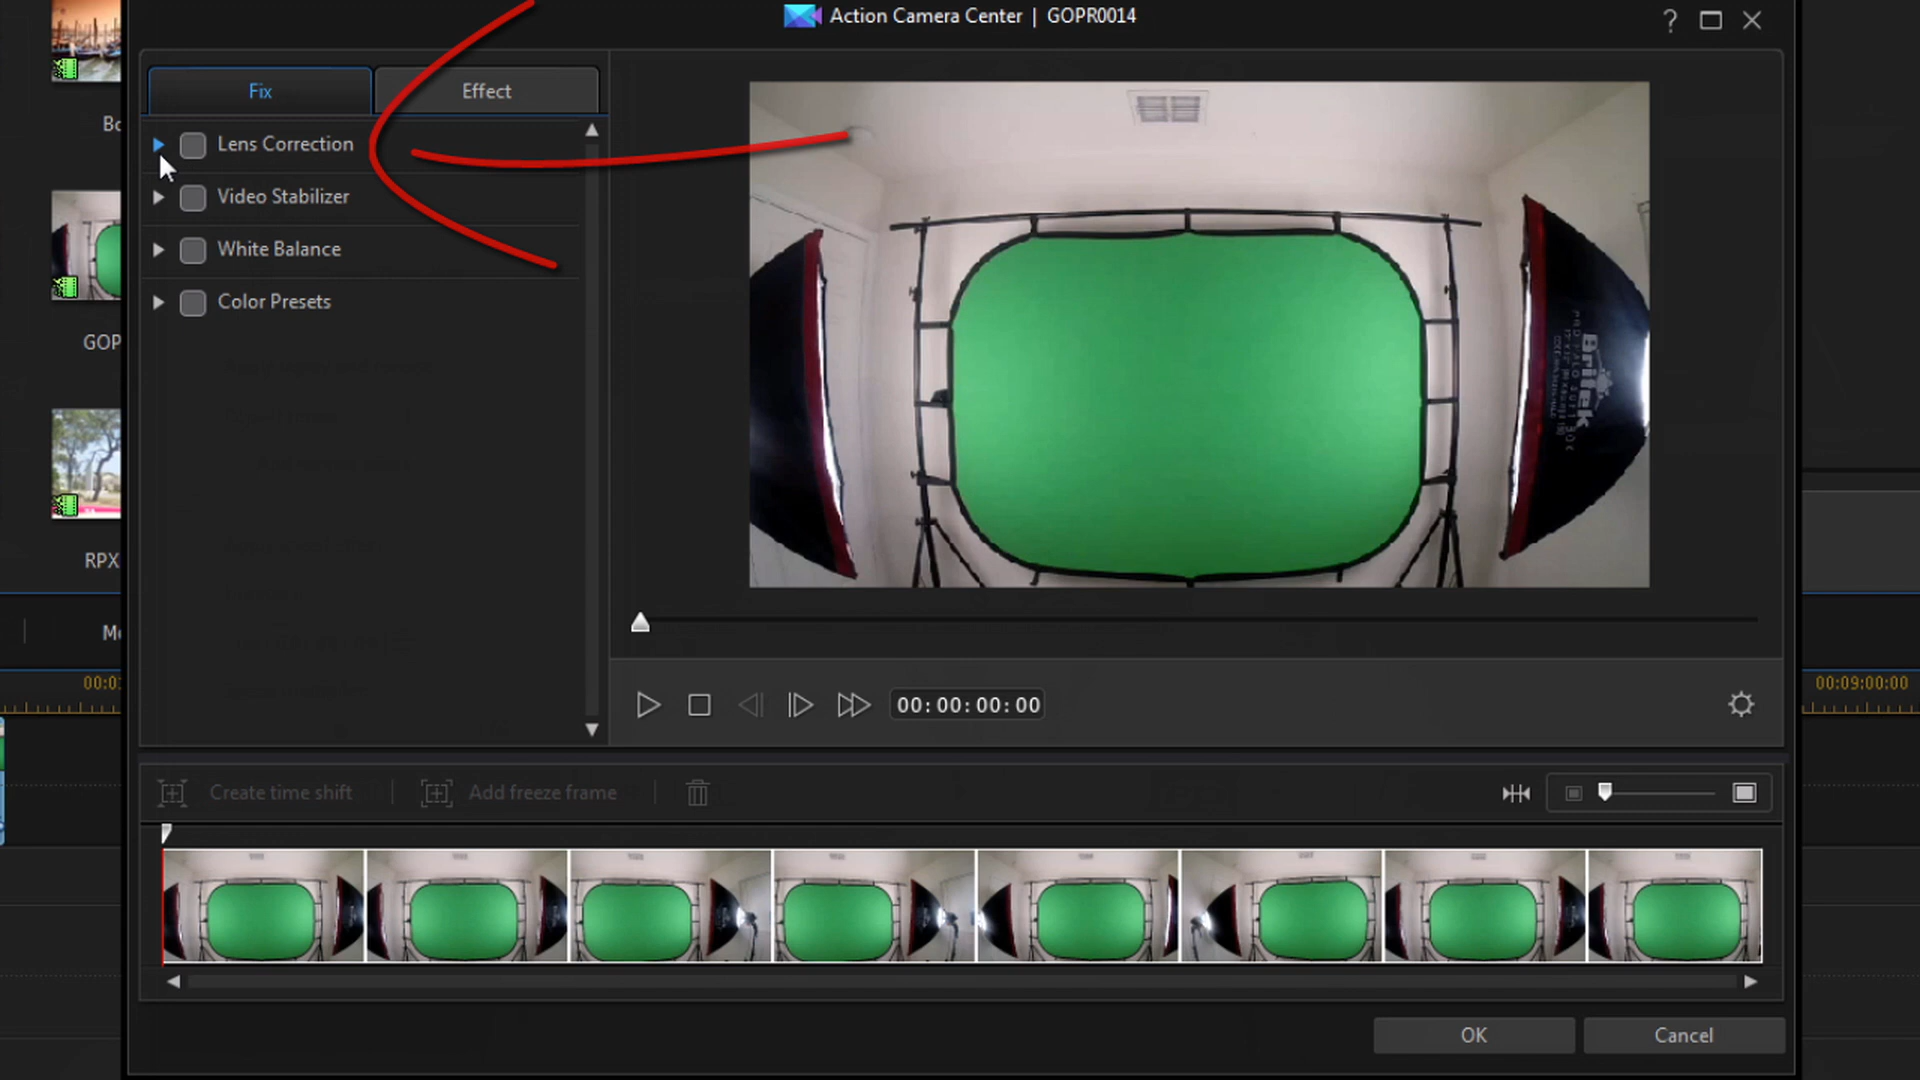 Action Camera Center | GOPR0014
?
Fix
Effect
Lens Correction
Video Stabilizer
White Balance
Color Presets
Bo
GOP
RPX
Britek
00:00:00:00
00:09:00:00
Create time shift
Add freeze frame
OK
Cancel